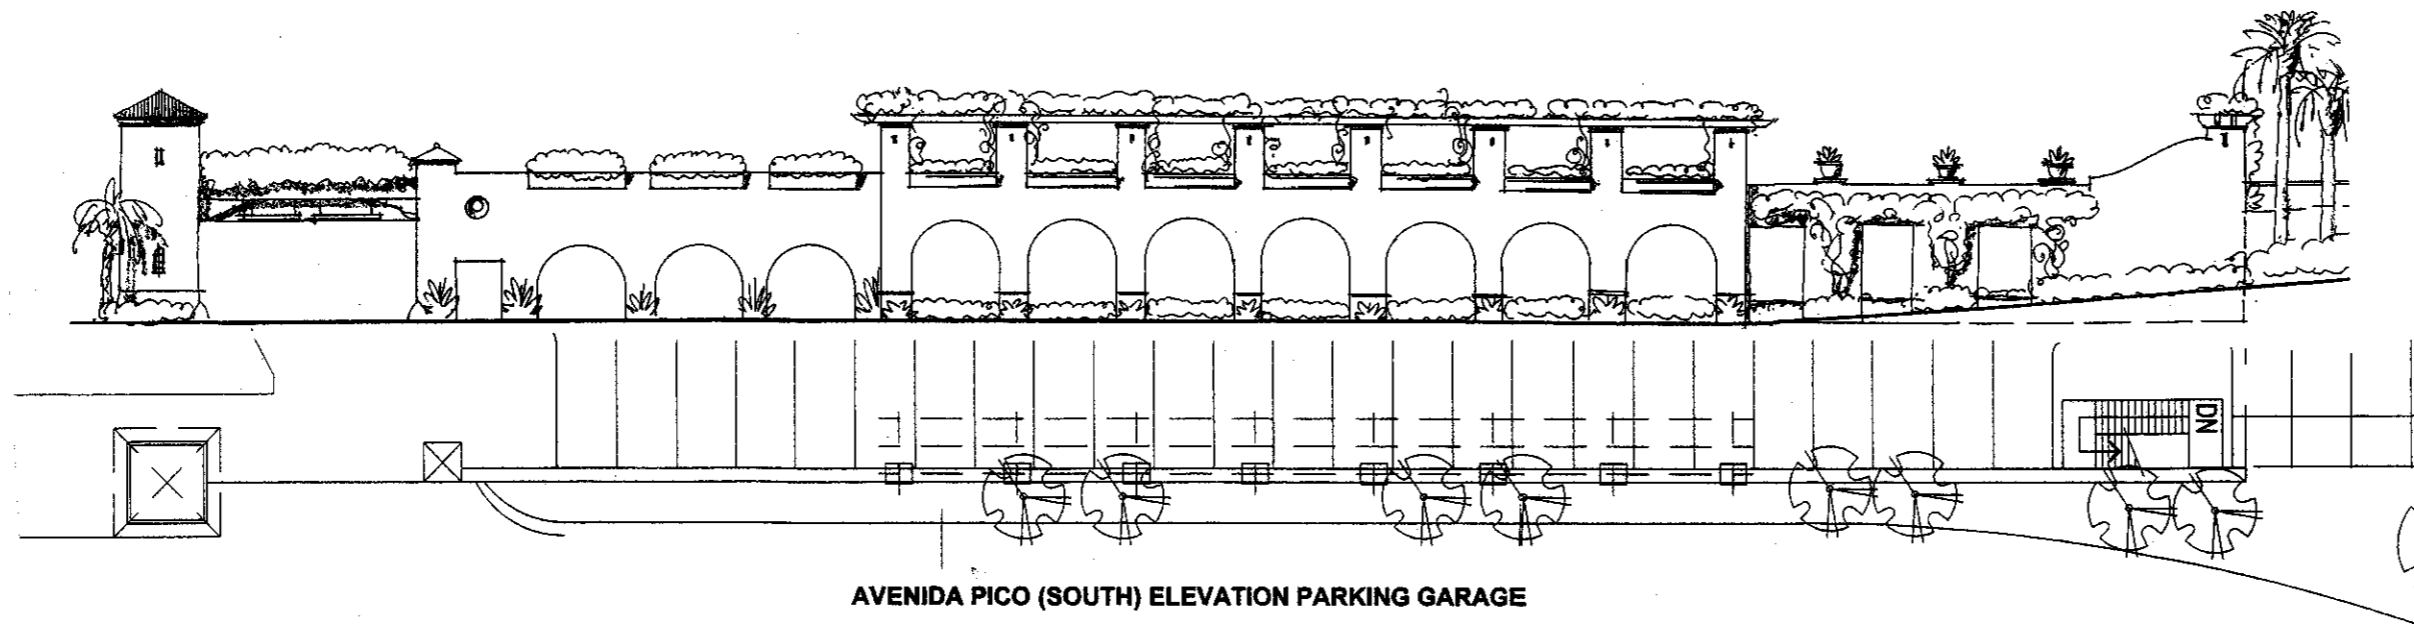 DN
AVENIDA PICO (SOUTH) ELEVATION PARKING GARAGE